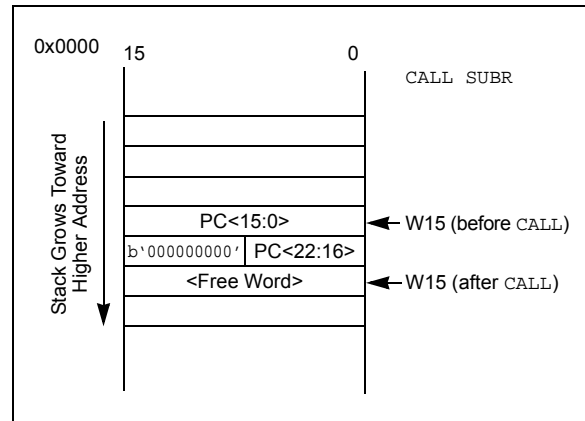 0x0000
15 0
CALL SUBR
Stack Grows Toward
Higher Address
PC<15:0>
W15 (before CALL)
b‘000000000’ PC<22:16>
<Free Word>
W15 (after CALL)